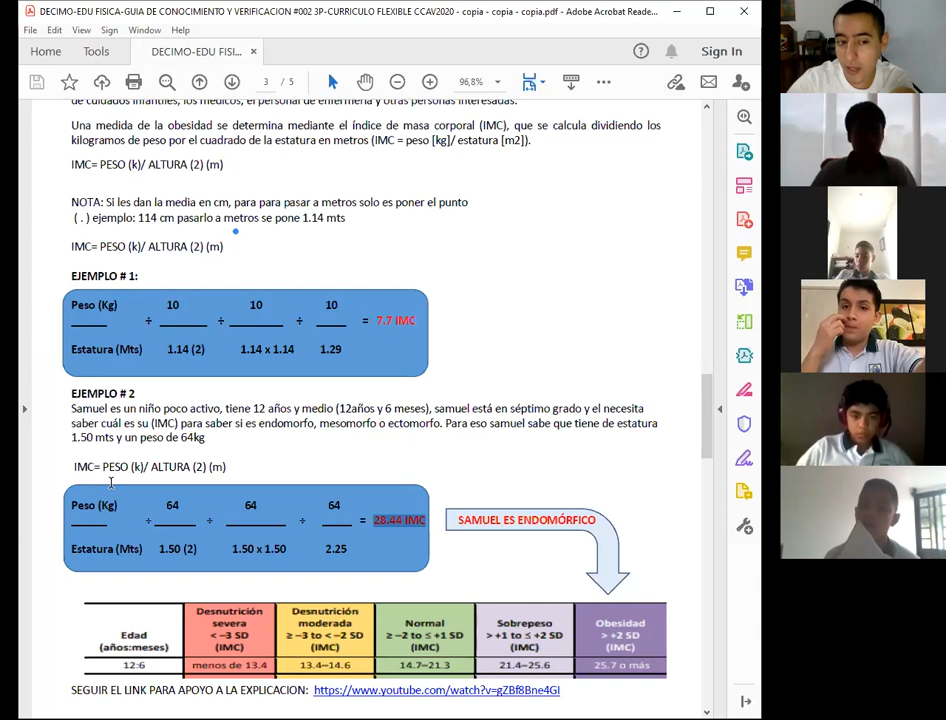 DECIMO-EDU FISICA-GUIA DE CONOCIMIENTO Y VERIFICACION #002 3P-CURRICULO FLEXIBLE CCAV2020 - copia - copia - copia.pdf - Adobe Acrobat Reade...
File Edit View Sign Window Help
Home Tools DECIMO-EDU FISI... × Sign In
3 / 5 96,8%
de cuidados infantiles, los médicos, el personal de enfermería y otras personas interesadas.
Una medida de la obesidad se determina mediante el índice de masa corporal (IMC), que se calcula dividiendo los
kilogramos de peso por el cuadrado de la estatura en metros (IMC = peso [kg]/ estatura [m2]).
IMC= PESO (k)/ ALTURA (2) (m)
NOTA: Si les dan la media en cm, para para pasar a metros solo es poner el punto
( . ) ejemplo: 114 cm pasarlo a metros se pone 1.14 mts
IMC= PESO (k)/ ALTURA (2) (m)
EJEMPLO # 1:
Peso (Kg) 10 10 10
÷ ÷ ÷ = 7.7 IMC
Estatura (Mts) 1.14 (2) 1.14 x 1.14 1.29
EJEMPLO # 2
Samuel es un niño poco activo, tiene 12 años y medio (12años y 6 meses), samuel está en séptimo grado y el necesita
saber cuál es su (IMC) para saber si es endomorfo, mesomorfo o ectomorfo. Para eso samuel sabe que tiene de estatura
1.50 mts y un peso de 64kg
IMC= PESO (k)/ ALTURA (2) (m)
Peso (Kg) 64 64 64
÷ ÷ ÷ = 28.44 IMC
Estatura (Mts) 1.50 (2) 1.50 x 1.50 2.25
SAMUEL ES ENDOMÓRFICO
Edad
(años:meses)
Desnutrición
severa
< −3 SD
(IMC)
Desnutrición
moderada
≥ −3 to < −2 SD
(IMC)
Normal
≥ −2 to ≤ +1 SD
(IMC)
Sobrepeso
> +1 to ≤ +2 SD
(IMC)
Obesidad
> +2 SD
(IMC)
12:6 menos de 13.4 13.4–14.6 14.7–21.3 21.4–25.6 25.7 o más
SEGUIR EL LINK PARA APOYO A LA EXPLICACION: https://www.youtube.com/watch?v=gZBf8Bne4GI